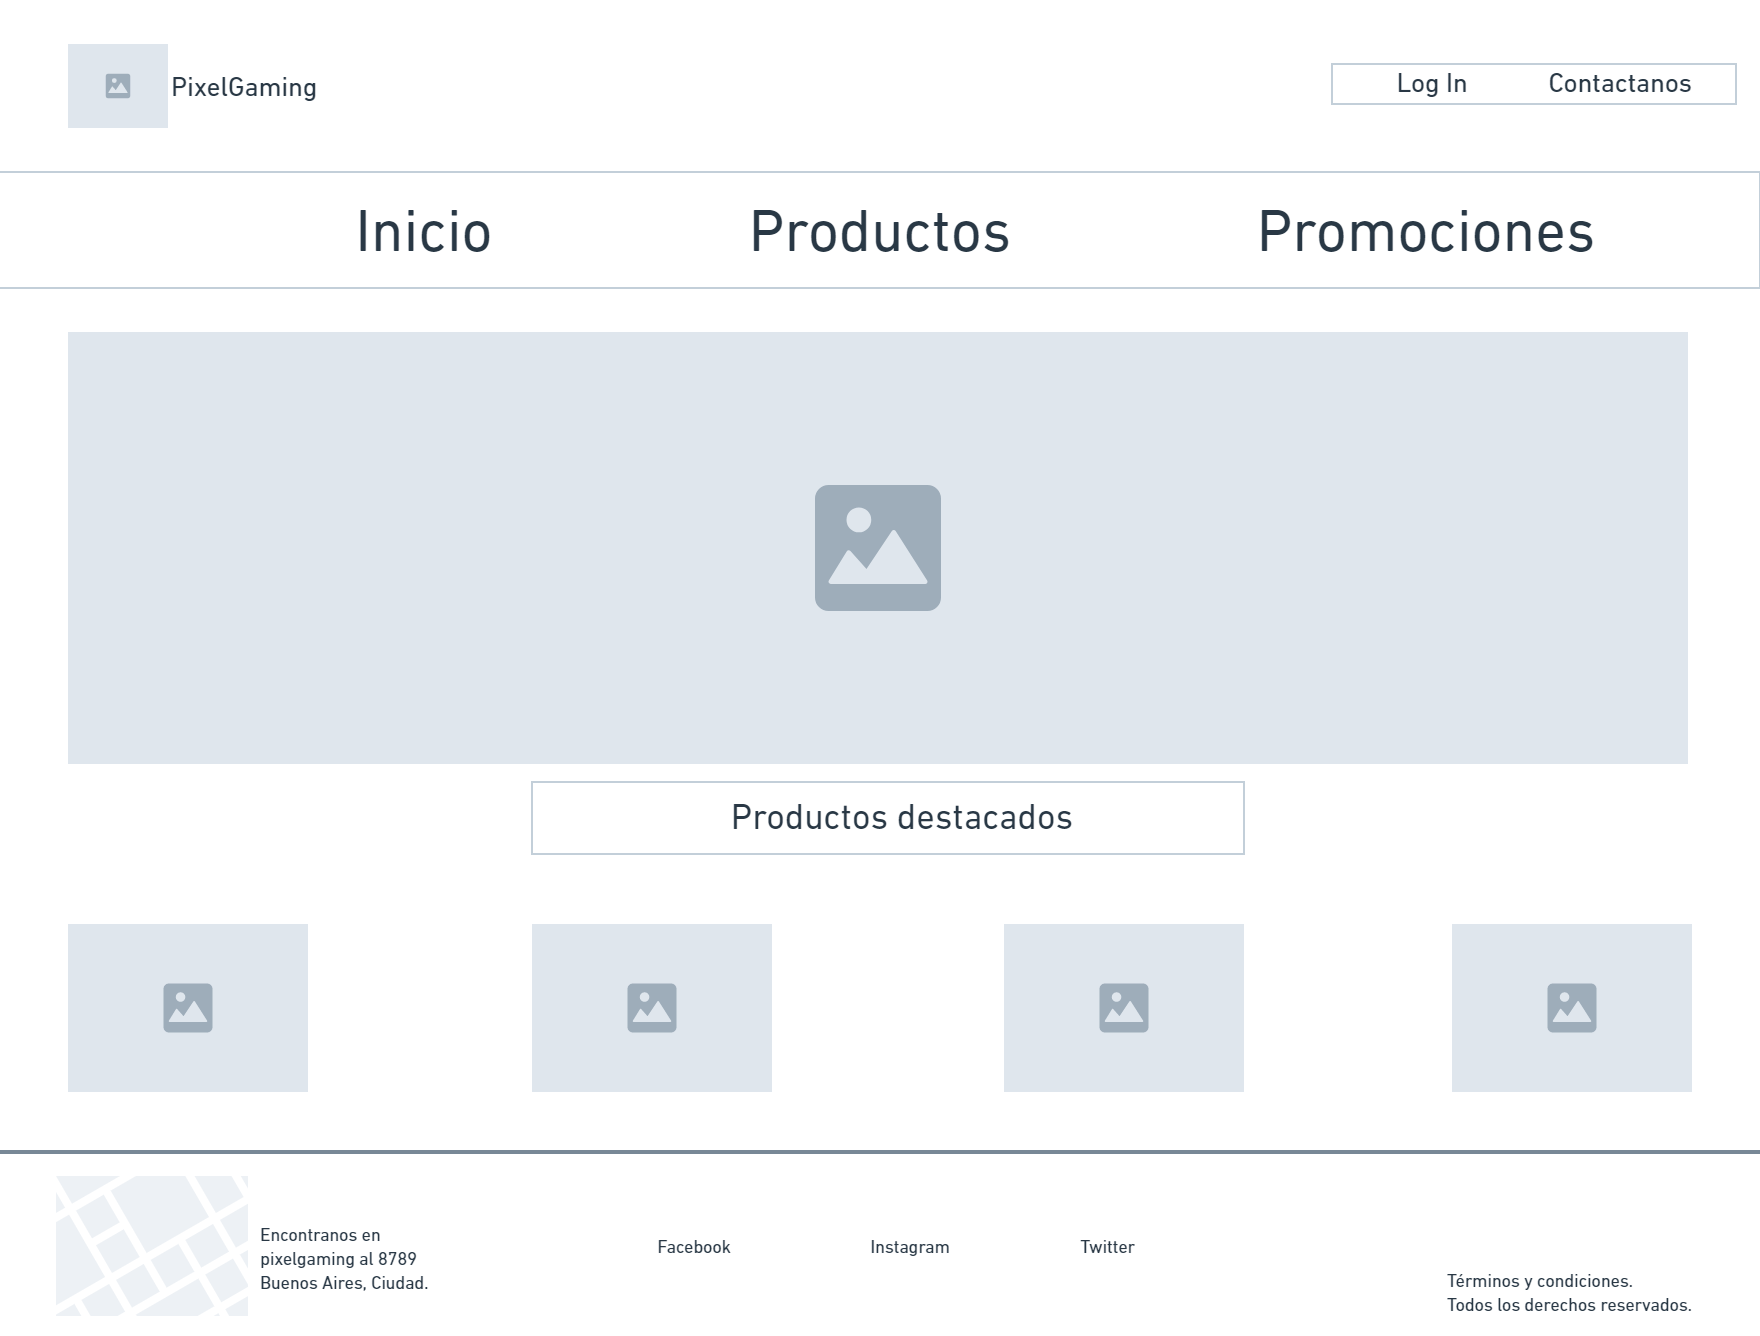 PixelGaming
Log In
Contactanos
Inicio
Productos
Promociones
Productos destacados
Encontranos en
pixelgaming al 8789
Buenos Aires, Ciudad.
Facebook
Instagram
Twitter
Términos y condiciones.
Todos los derechos reservados.